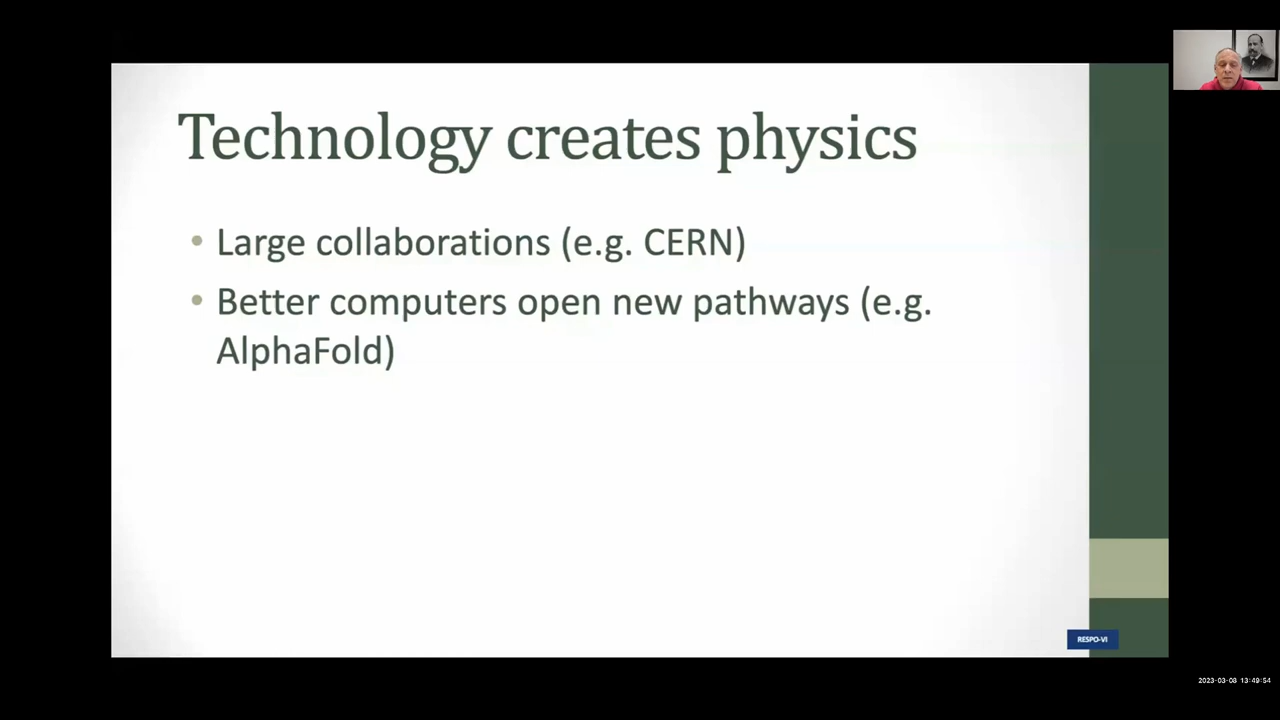 Technology creates physics
• Large collaborations (e.g. CERN)
• Better computers open new pathways (e.g.
AlphaFold)
RESPO-VI
2023-03-08 13:49:54